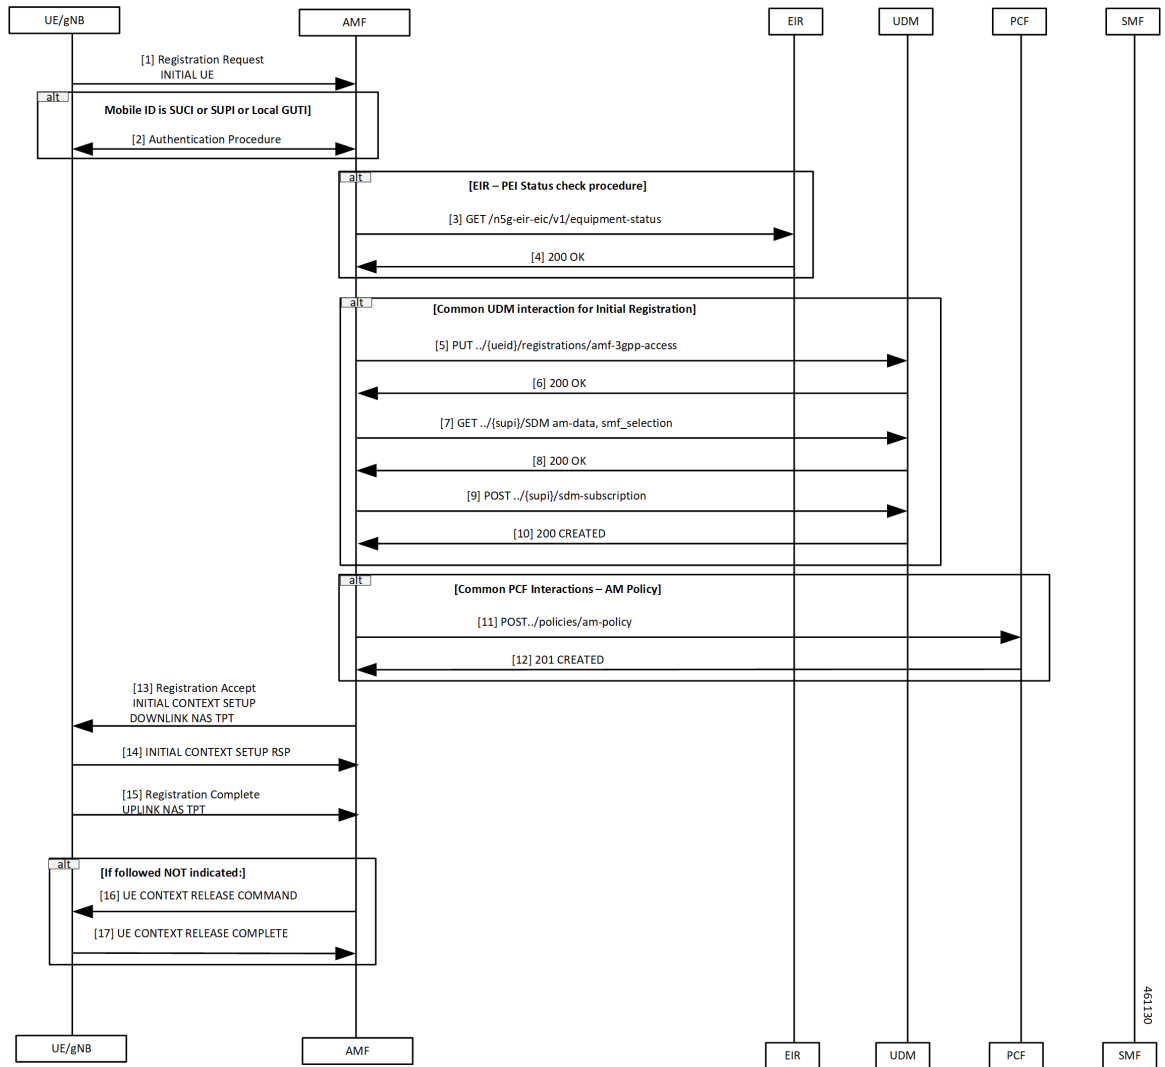 UE/gNB
AMF
EIR
UDM
PCF
SMF
[1] Registration Request
INITIAL UE
alt
Mobile ID is SUCI or SUPI or Local GUTI]
[2] Authentication Procedure
alt
[EIR – PEI Status check procedure]
[3] GET /n5g-eir-eic/v1/equipment-status
[4] 200 OK
alt
[Common UDM interaction for Initial Registration]
[5] PUT ../{ueid}/registrations/amf-3gpp-access
[6] 200 OK
[7] GET ../{supi}/SDM am-data, smf_selection
[8] 200 OK
[9] POST ../{supi}/sdm-subscription
[10] 200 CREATED
alt
[Common PCF Interactions – AM Policy]
[11] POST../policies/am-policy
[12] 201 CREATED
[13] Registration Accept
INITIAL CONTEXT SETUP
DOWNLINK NAS TPT
[14] INITIAL CONTEXT SETUP RSP
[15] Registration Complete
UPLINK NAS TPT
alt
[If followed NOT indicated:]
[16] UE CONTEXT RELEASE COMMAND
[17] UE CONTEXT RELEASE COMPLETE
461130
UE/gNB
AMF
EIR
UDM
PCF
SMF